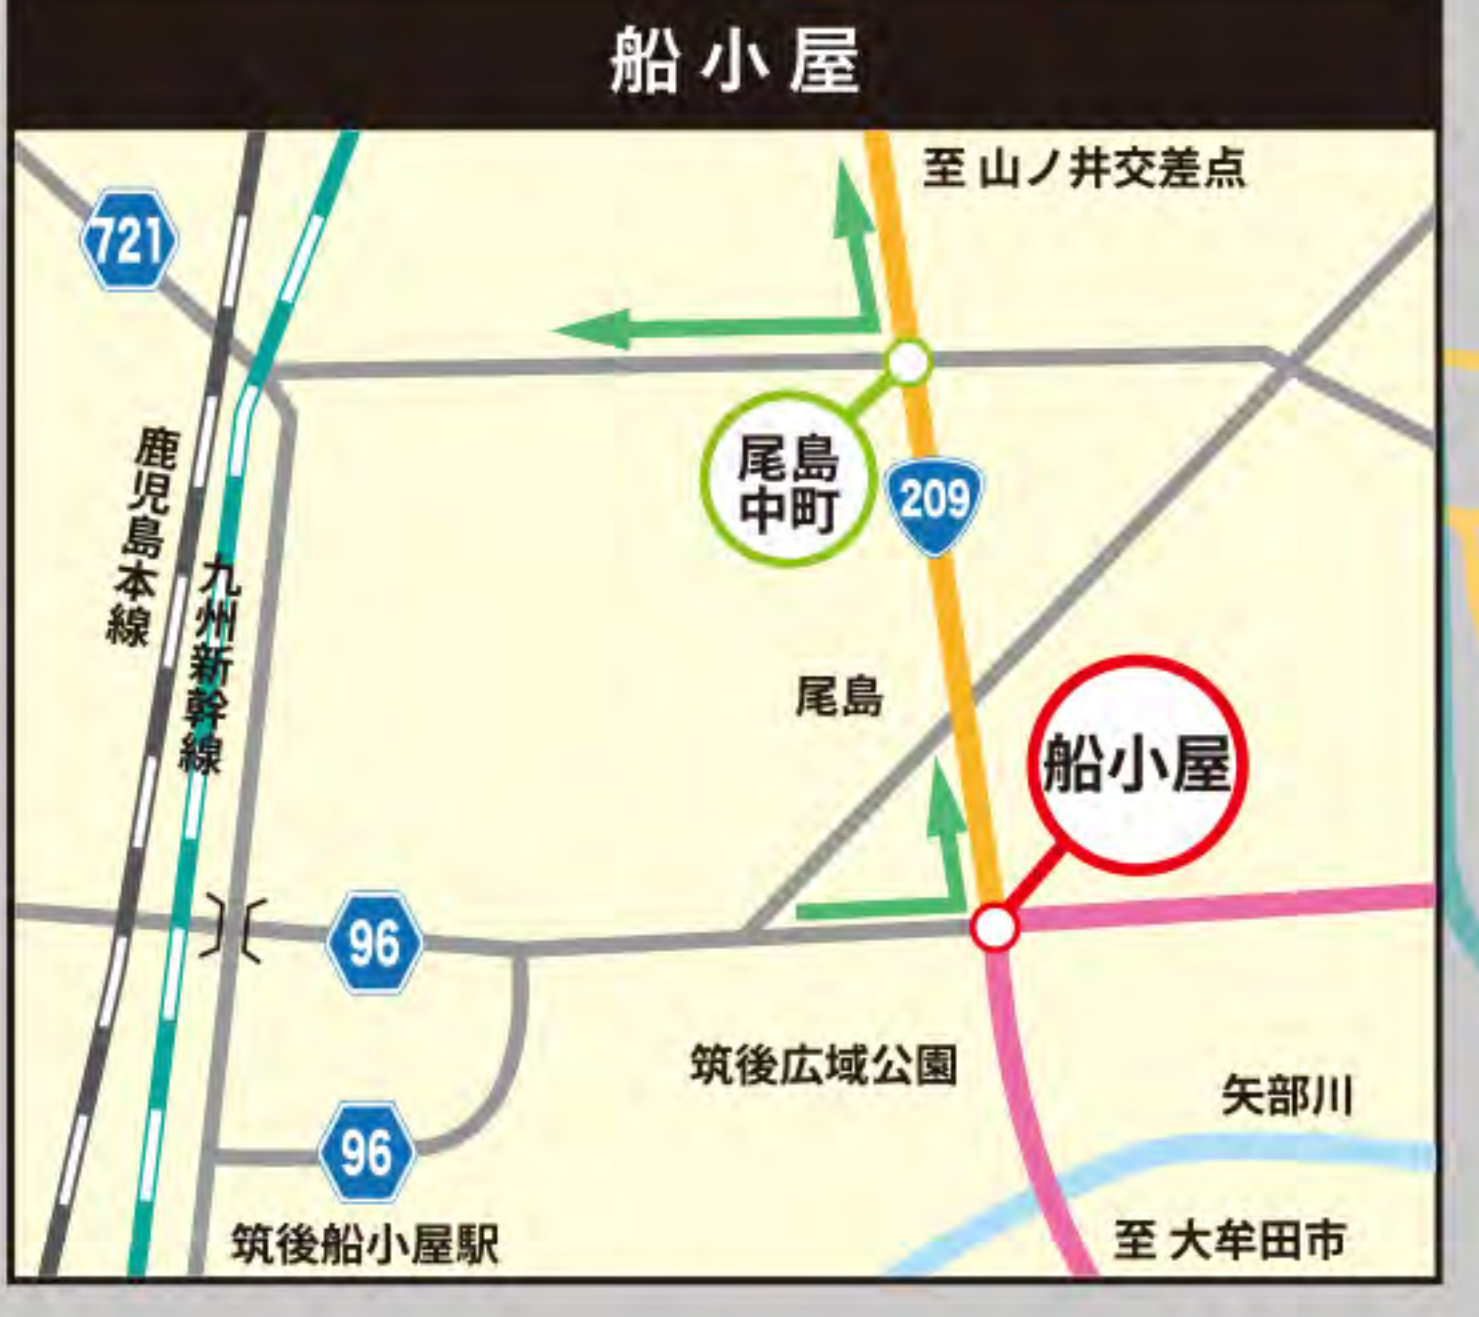 船小屋
至 山ノ井交差点
721
尾島
中町
209
鹿児島本線
九州新幹線
尾島
船小屋
96
筑後広域公園
矢部川
96
筑後船小屋駅
至 大牟田市